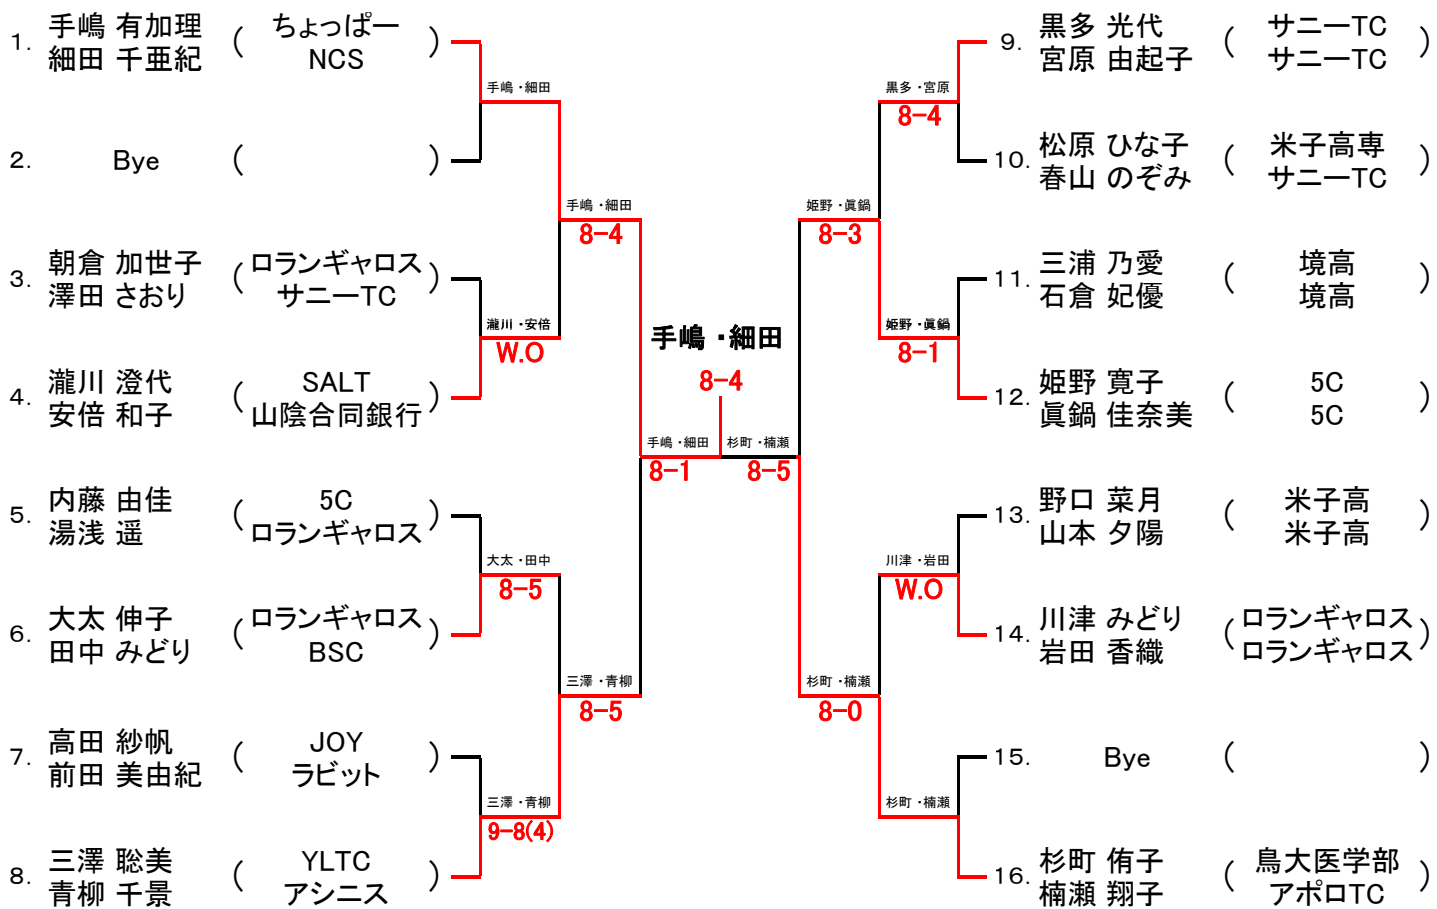 1. 手嶋 有加理 ( ちょっぱー )
細田 千亜紀 NCS
2. Bye ( )
3. 朝倉 加世子 ( ロランギャロス )
澤田 さおり サニーTC
4. 瀧川 澄代 ( SALT )
安倍 和子 山陰合同銀行
5. 内藤 由佳 ( 5C )
湯浅 遥 ロランギャロス
6. 大太 伸子 ( ロランギャロス )
田中 みどり BSC
7. 高田 紗帆 ( JOY )
前田 美由紀 ラビット
8. 三澤 聡美 ( YLTC )
青柳 千景 アシニス
手嶋・細田
瀧川・安倍
W.O
大太・田中
8-5
三澤・青柳
9-8(4)
手嶋・細田
8-4
三澤・青柳
8-5
手嶋・細田
8-1
手嶋・細田
8-4
杉町・楠瀬
8-5
姫野・眞鍋
8-3
杉町・楠瀬
8-0
黒多・宮原
8-4
姫野・眞鍋
8-1
川津・岩田
W.O
杉町・楠瀬
9. 黒多 光代 ( サニーTC )
宮原 由起子 サニーTC
10. 松原 ひな子 ( 米子高専 )
春山 のぞみ サニーTC
11. 三浦 乃愛 ( 境高 )
石倉 妃優 境高
12. 姫野 寛子 ( 5C )
眞鍋 佳奈美 5C
13. 野口 菜月 ( 米子高 )
山本 夕陽 米子高
14. 川津 みどり ( ロランギャロス )
岩田 香織 ロランギャロス
15. Bye ( )
16. 杉町 侑子 ( 鳥大医学部 )
楠瀬 翔子 アポロTC